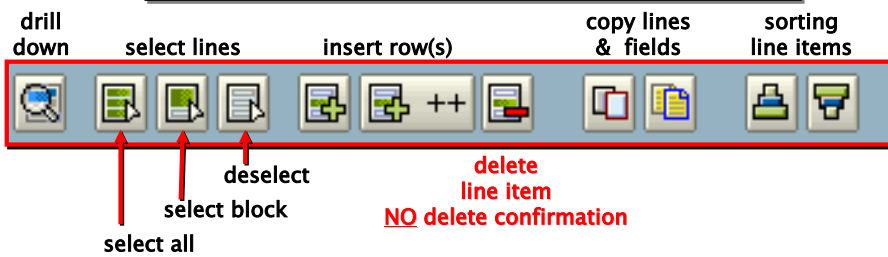 drill
down
select lines
insert row(s)
copy lines
& fields
sorting
line items
++
deselect
select block
select all
delete
line item
NO delete confirmation